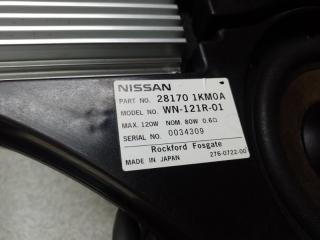 NISSAN
PART NO. 28170 1KM0A
MODEL NO. WN-121R-01
MAX. 120W NOM. 80W 0.6Ω
SERIAL NO. 0034309
Rockford Fosgate
MADE IN JAPAN 276-0722-00